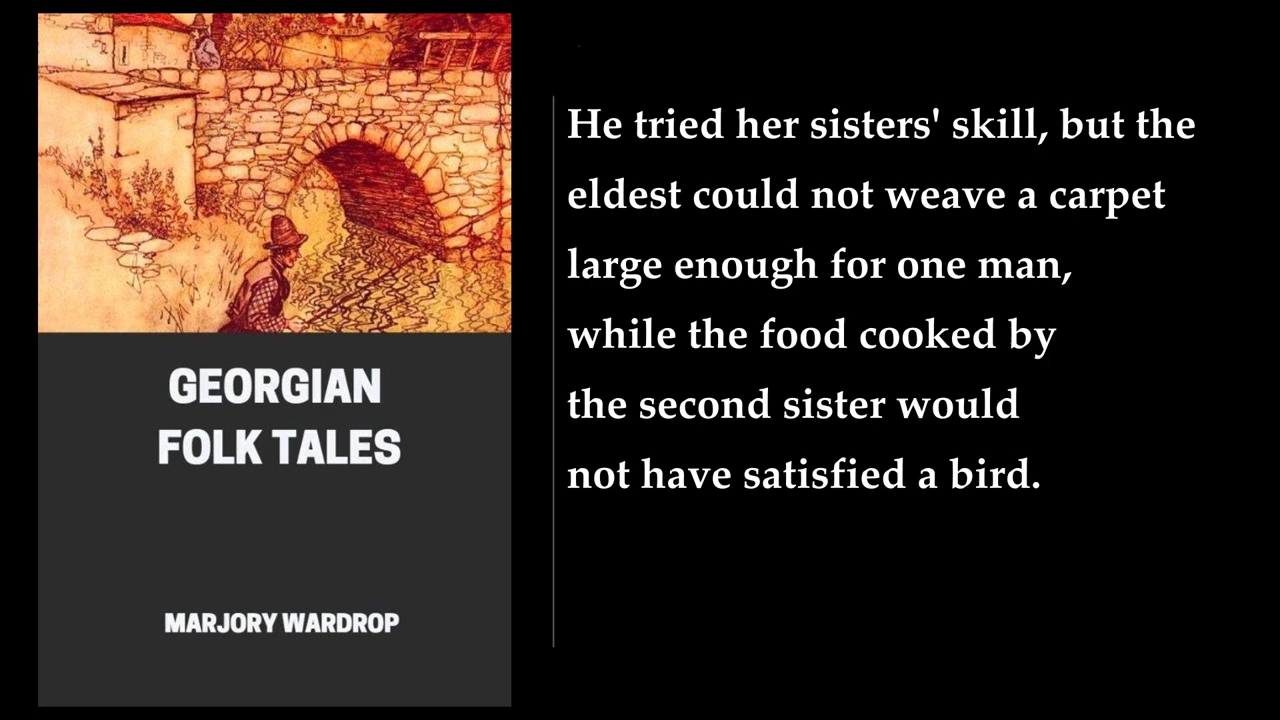 GEORGIAN
FOLK TALES
MARJORY WARDROP
He tried her sisters' skill, but the
eldest could not weave a carpet
large enough for one man,
while the food cooked by
the second sister would
not have satisfied a bird.